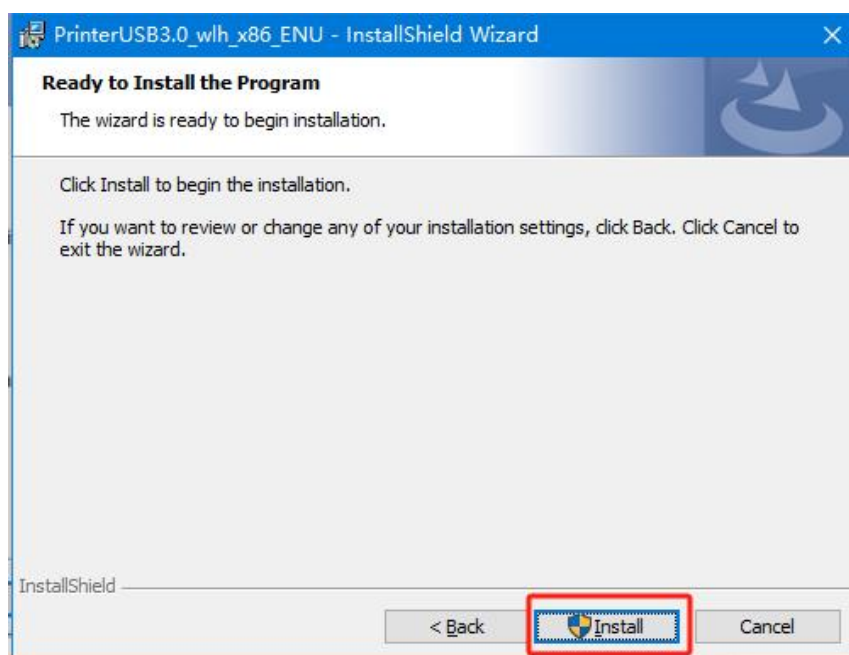 PrinterUSB3.0_wlh_x86_ENU - InstallShield Wizard
Ready to Install the Program
The wizard is ready to begin installation.
Click Install to begin the installation.
If you want to review or change any of your installation settings, click Back. Click Cancel to
exit the wizard.
InstallShield
< Back
Install
Cancel